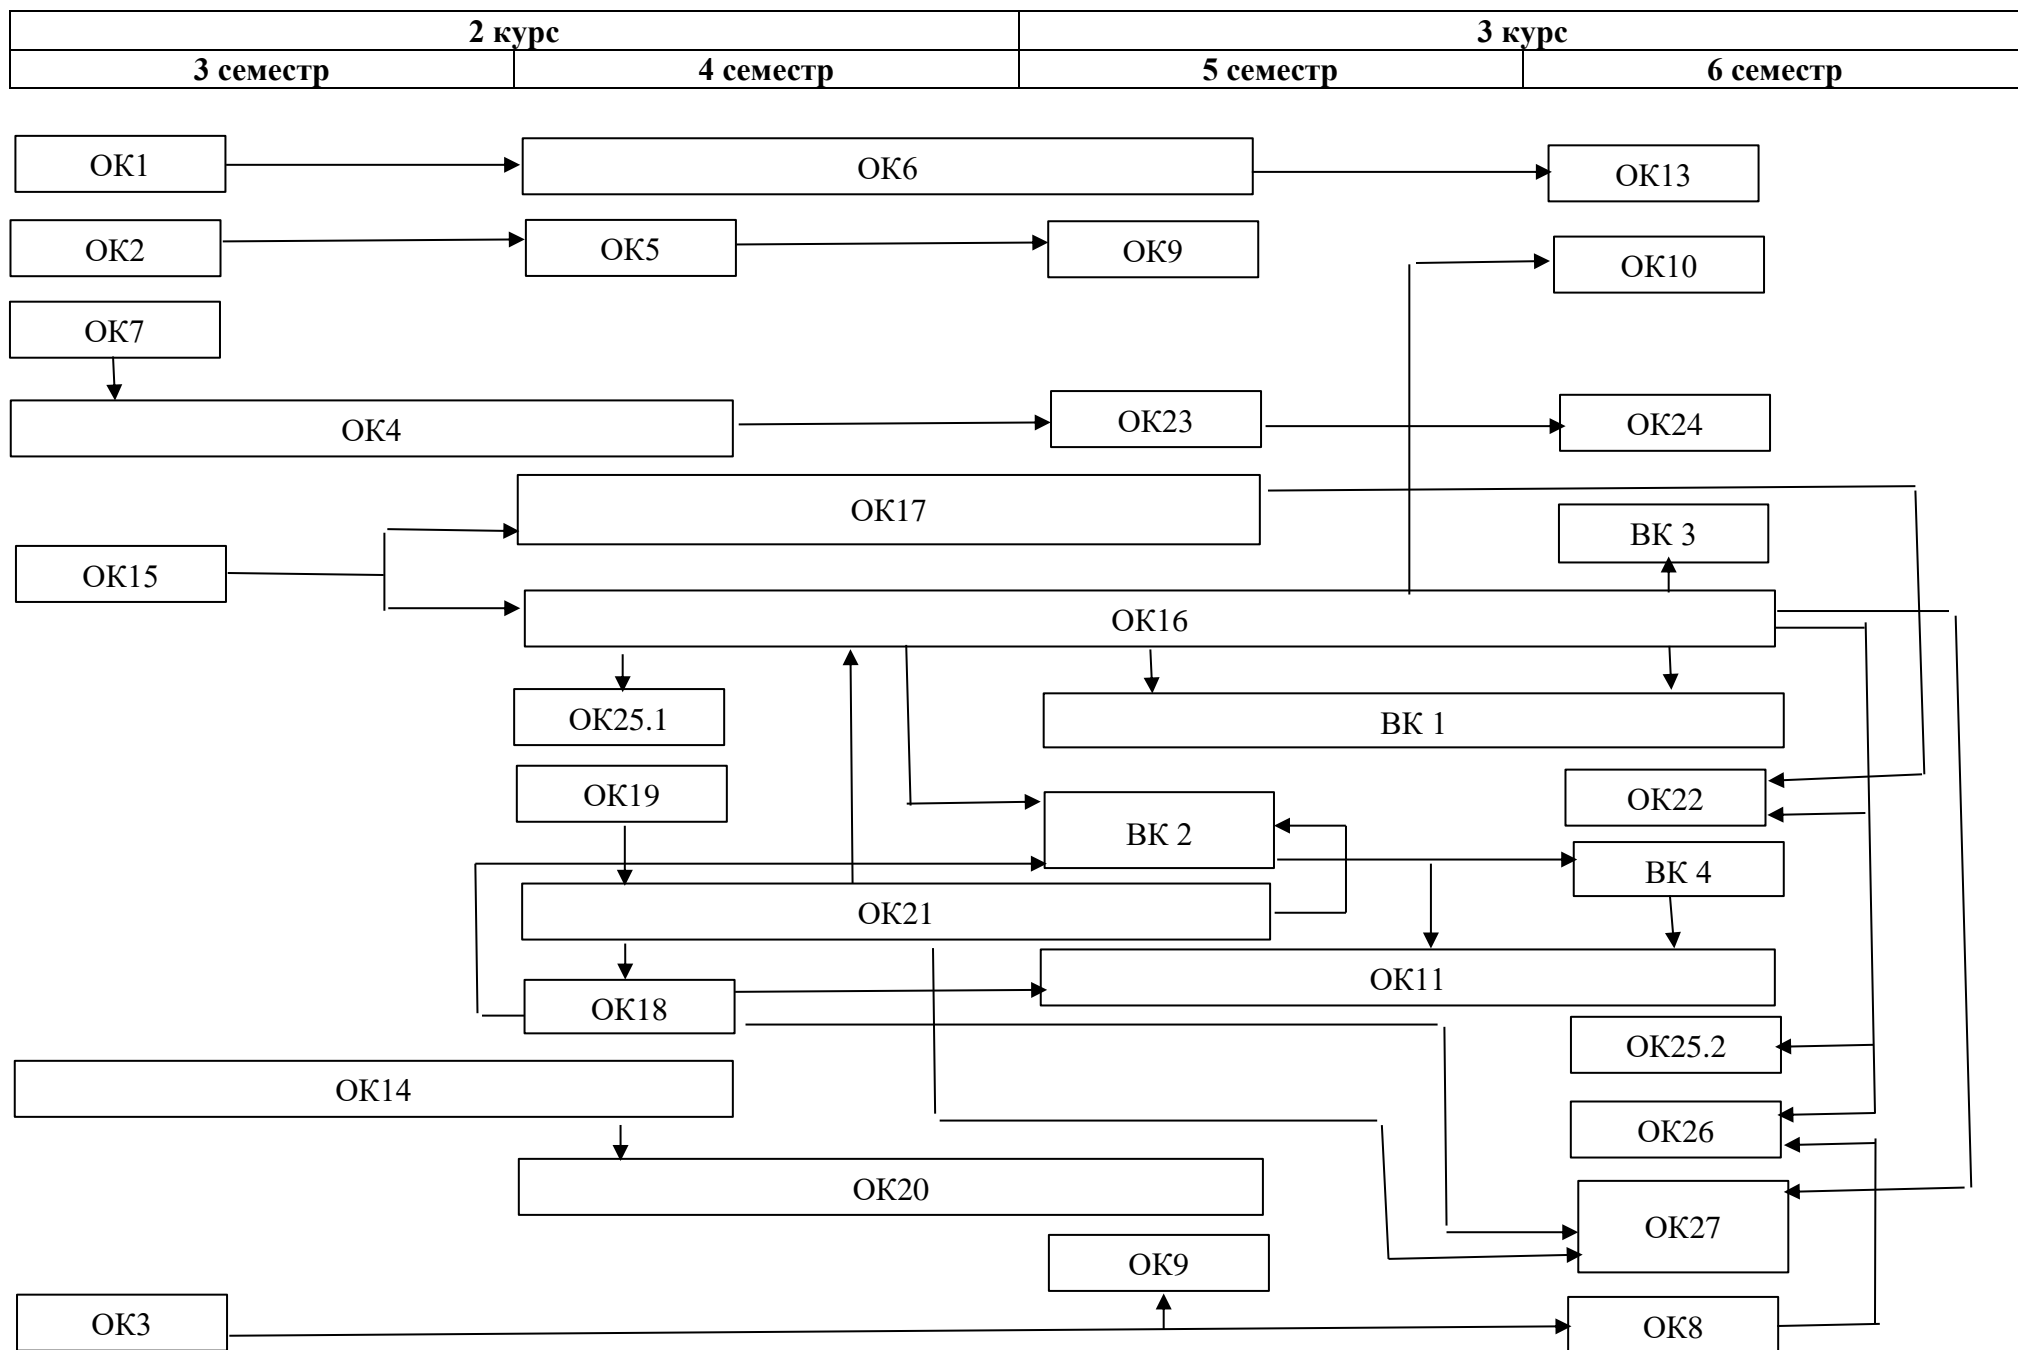 2 курс 3 курс
3 семестр 4 семестр 5 семестр 6 семестр
ОК1 ОК6 ОК13
ОК2 ОК5 ОК9 ОК10
ОК7
ОК4 ОК23 ОК24
ОК17
ВК 3
ОК15
ОК16
ОК25.1 ВК 1
ОК19 ОК22
ВК 2
ВК 4
ОК21
ОК11
ОК18
ОК25.2
ОК14
ОК26
ОК20
ОК27
ОК9
ОК3 ОК8